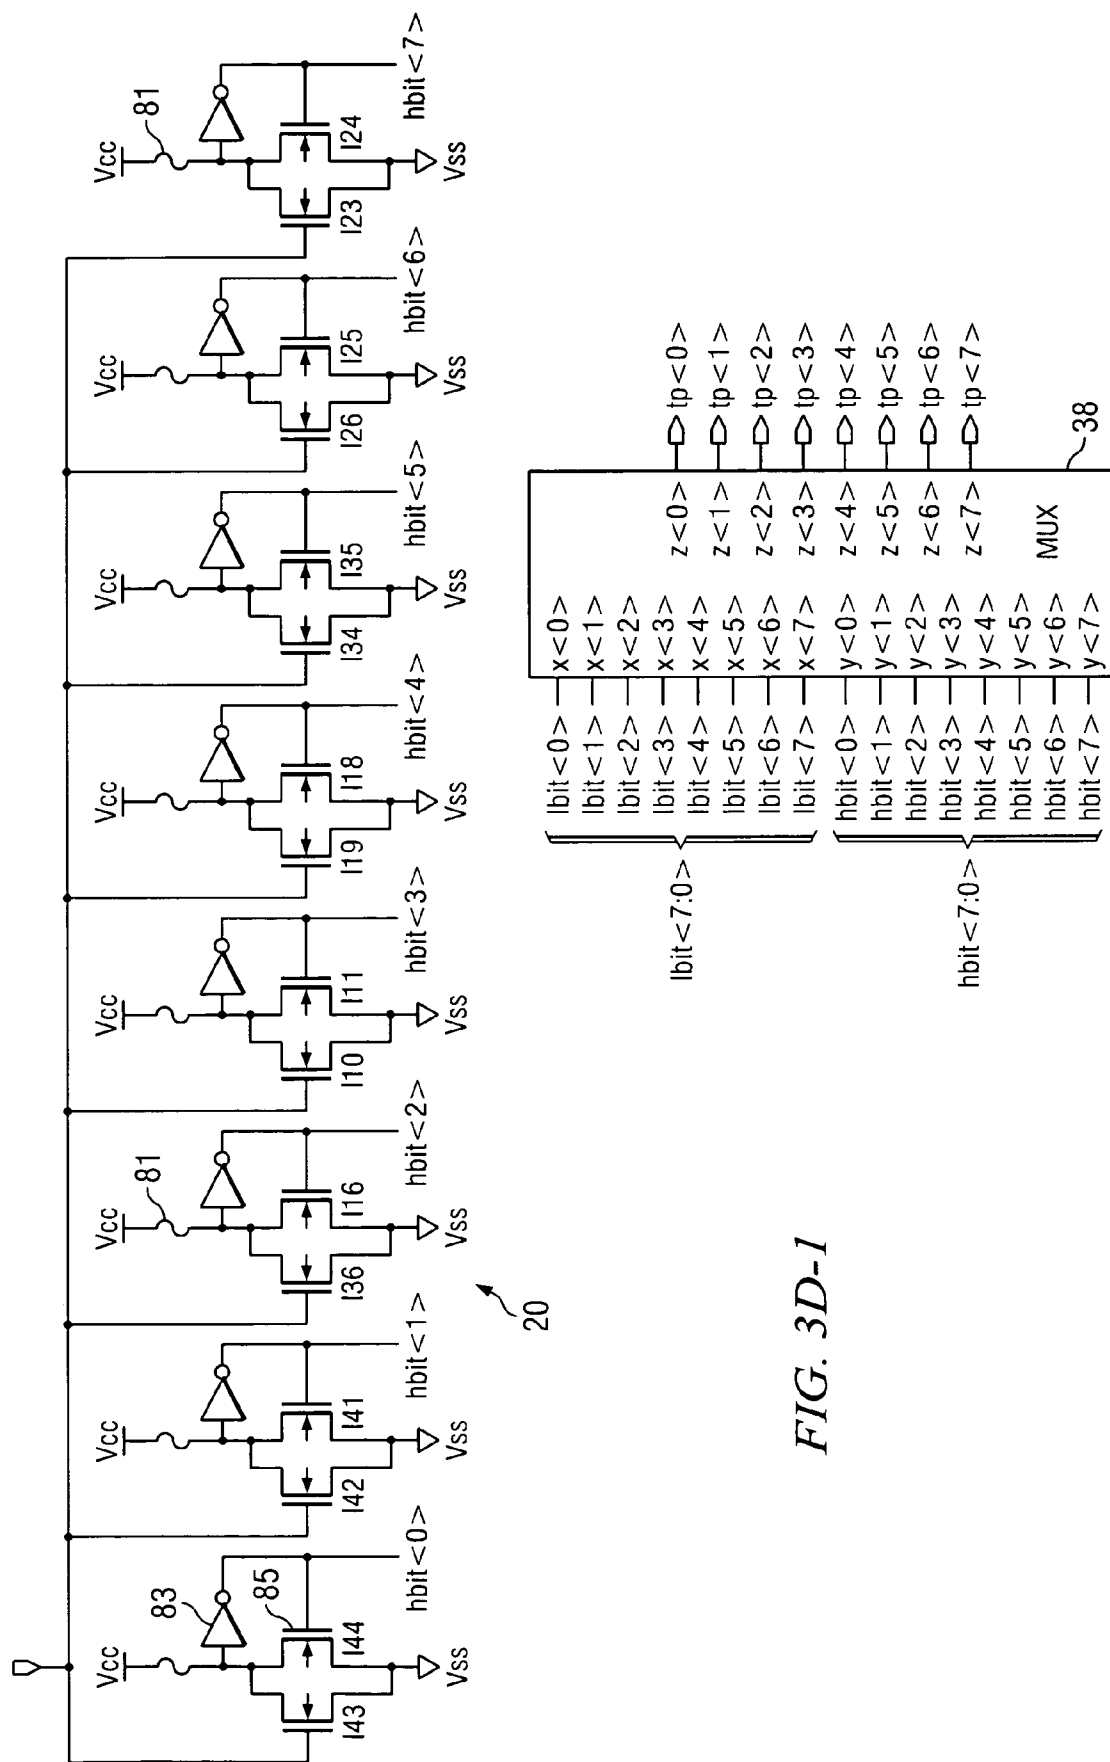 Vcc
83
85
I43
I44
Vss
hbit<0>
Vcc
I42
I41
Vss
hbit<1>
Vcc
81
I36
I16
Vss
hbit<2>
Vcc
I10
I11
Vss
hbit<3>
Vcc
I19
I18
Vss
hbit<4>
Vcc
I34
I35
Vss
hbit<5>
Vcc
I26
I25
Vss
hbit<6>
Vcc
81
I23
I24
Vss
hbit<7>
20
lbit<7:0>
lbit<0> x<0>
lbit<1> x<1>
lbit<2> x<2>
lbit<3> x<3>
lbit<4> x<4>
lbit<5> x<5>
lbit<6> x<6>
lbit<7> x<7>
hbit<7:0>
hbit<0> y<0>
hbit<1> y<1>
hbit<2> y<2>
hbit<3> y<3>
hbit<4> y<4>
hbit<5> y<5>
hbit<6> y<6>
hbit<7> y<7>
z<0> tp<0>
z<1> tp<1>
z<2> tp<2>
z<3> tp<3>
z<4> tp<4>
z<5> tp<5>
z<6> tp<6>
z<7> tp<7>
MUX
38
FIG. 3D-1